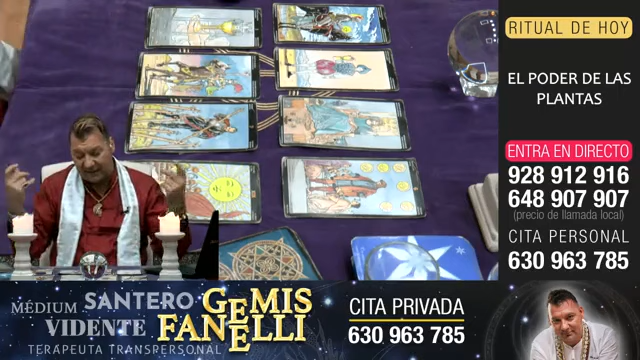 RITUAL DE HOY
EL PODER DE LAS
PLANTAS
ENTRA EN DIRECTO
928 912 916
648 907 907
(precio de llamada local)
CITA PERSONAL
630 963 785
MÉDIUM SANTERO
VIDENTE
TERAPEUTA TRANSPERSONAL
GEMIS
FANELLI
CITA PRIVADA
630 963 785